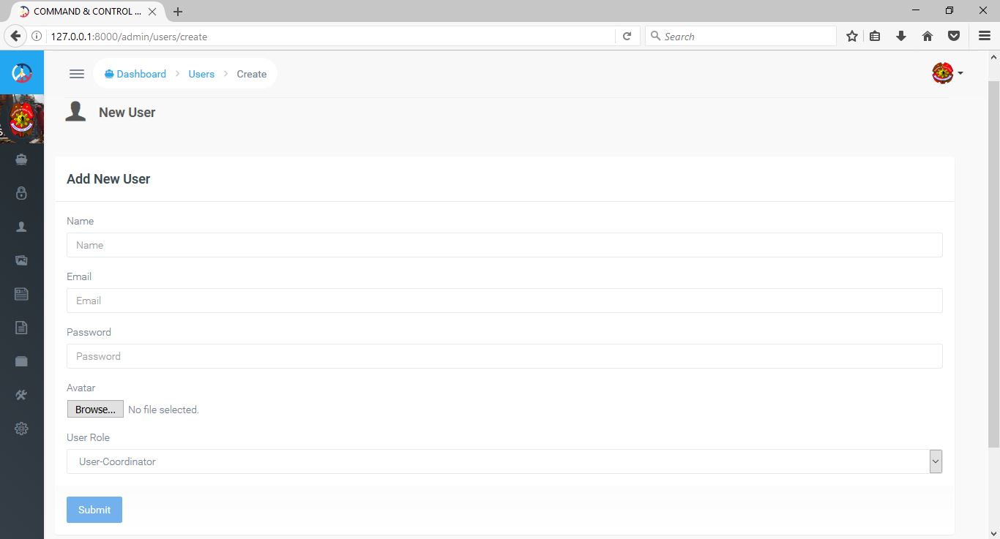 COMMAND & CONTROL ...
127.0.0.1:8000/admin/users/create
Search
Dashboard > Users > Create
New User
Add New User
Name
Name
Email
Email
Password
Password
Avatar
Browse... No file selected.
User Role
User-Coordinator
Submit